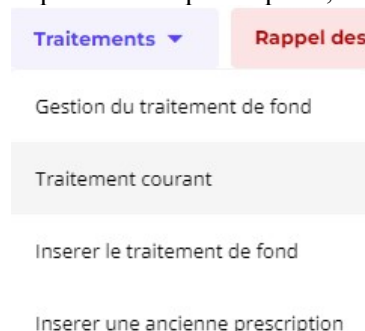 Traitements Rappel des
Gestion du traitement de fond
Traitement courant
Inserer le traitement de fond
Inserer une ancienne prescription